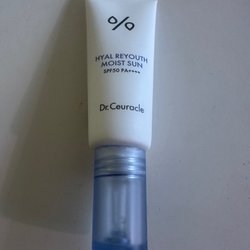 HYAL REYOUTH
MOIST SUN
SPF50 PA++++
Dr.Ceuracle